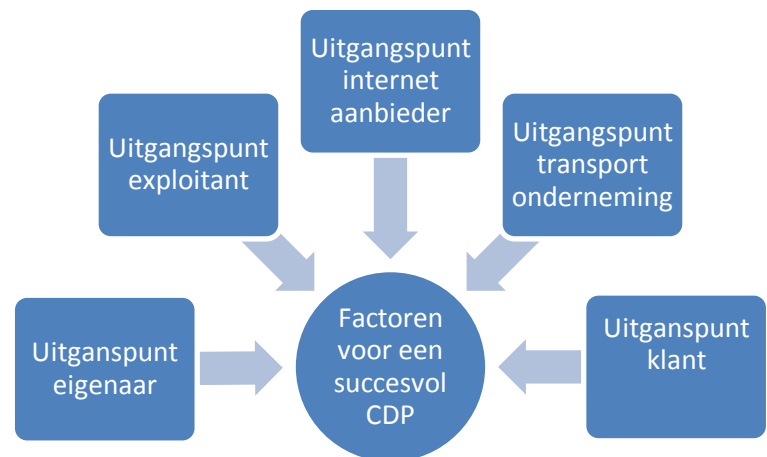 Uitgangspunt
internet
aanbieder
Uitgangspunt
exploitant
Uitgangspunt
transport
onderneming
Uitganspunt
eigenaar
Factoren
voor een
succesvol
CDP
Uitganspunt
klant